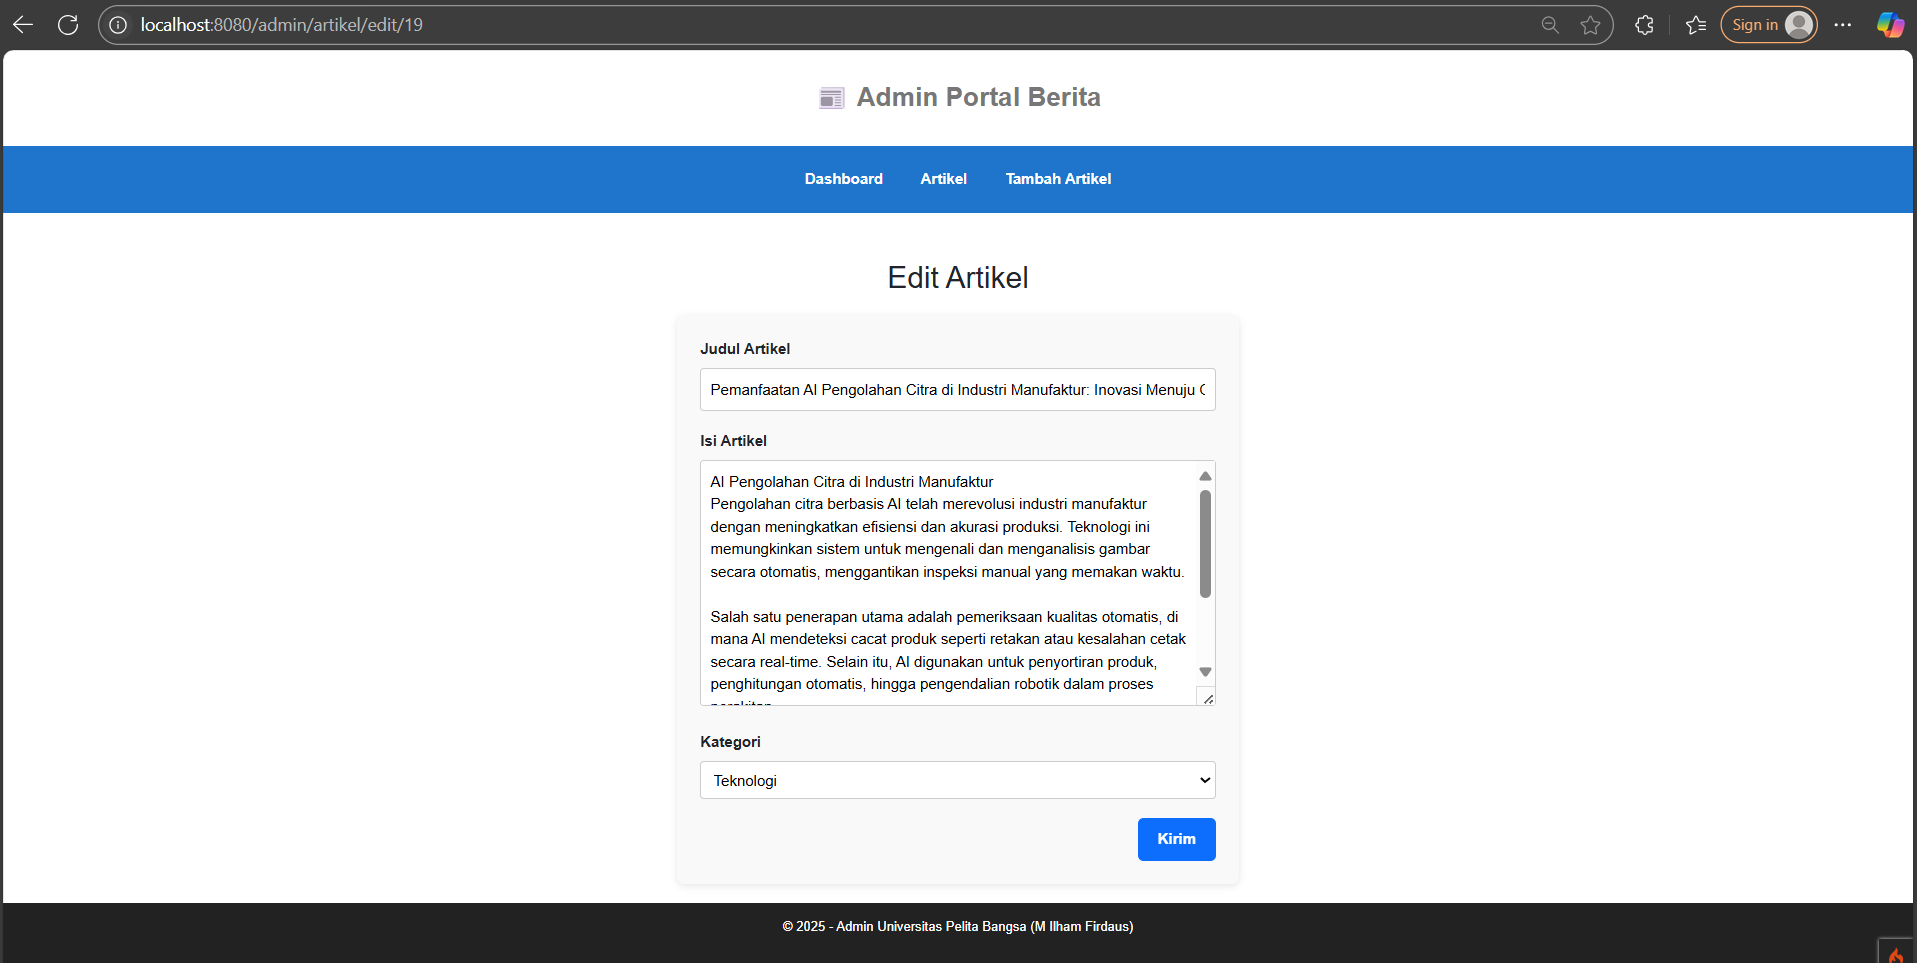 localhost:8080/admin/artikel/edit/19
Sign in
Admin Portal Berita
Dashboard Artikel Tambah Artikel
Edit Artikel
Judul Artikel
Pemanfaatan AI Pengolahan Citra di Industri Manufaktur: Inovasi Menuju
Isi Artikel
AI Pengolahan Citra di Industri Manufaktur
Pengolahan citra berbasis AI telah merevolusi industri manufaktur
dengan meningkatkan efisiensi dan akurasi produksi. Teknologi ini
memungkinkan sistem untuk mengenali dan menganalisis gambar
secara otomatis, menggantikan inspeksi manual yang memakan waktu.
Salah satu penerapan utama adalah pemeriksaan kualitas otomatis, di
mana AI mendeteksi cacat produk seperti retakan atau kesalahan cetak
secara real-time. Selain itu, AI digunakan untuk penyortiran produk,
penghitungan otomatis, hingga pengendalian robotik dalam proses
Kategori
Teknologi
Kirim
© 2025 - Admin Universitas Pelita Bangsa (M Ilham Firdaus)